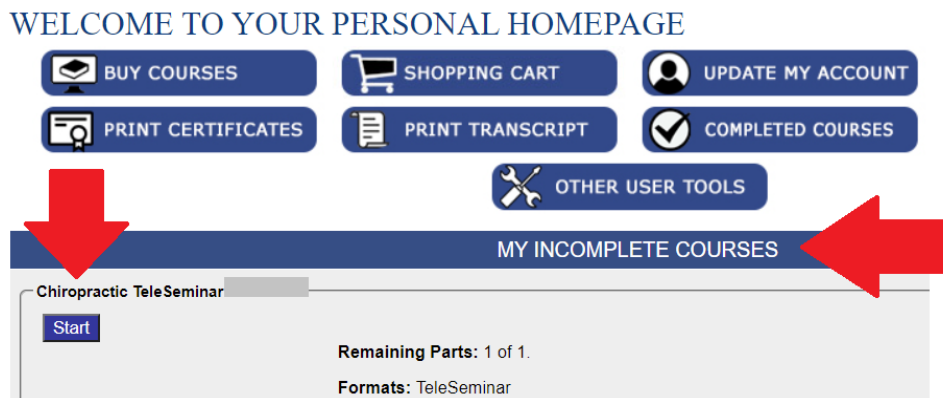 WELCOME TO YOUR PERSONAL HOMEPAGE
BUY COURSES
SHOPPING CART
UPDATE MY ACCOUNT
PRINT CERTIFICATES
PRINT TRANSCRIPT
COMPLETED COURSES
OTHER USER TOOLS
MY INCOMPLETE COURSES
Chiropractic TeleSeminar
Start
Remaining Parts: 1 of 1.
Formats: TeleSeminar